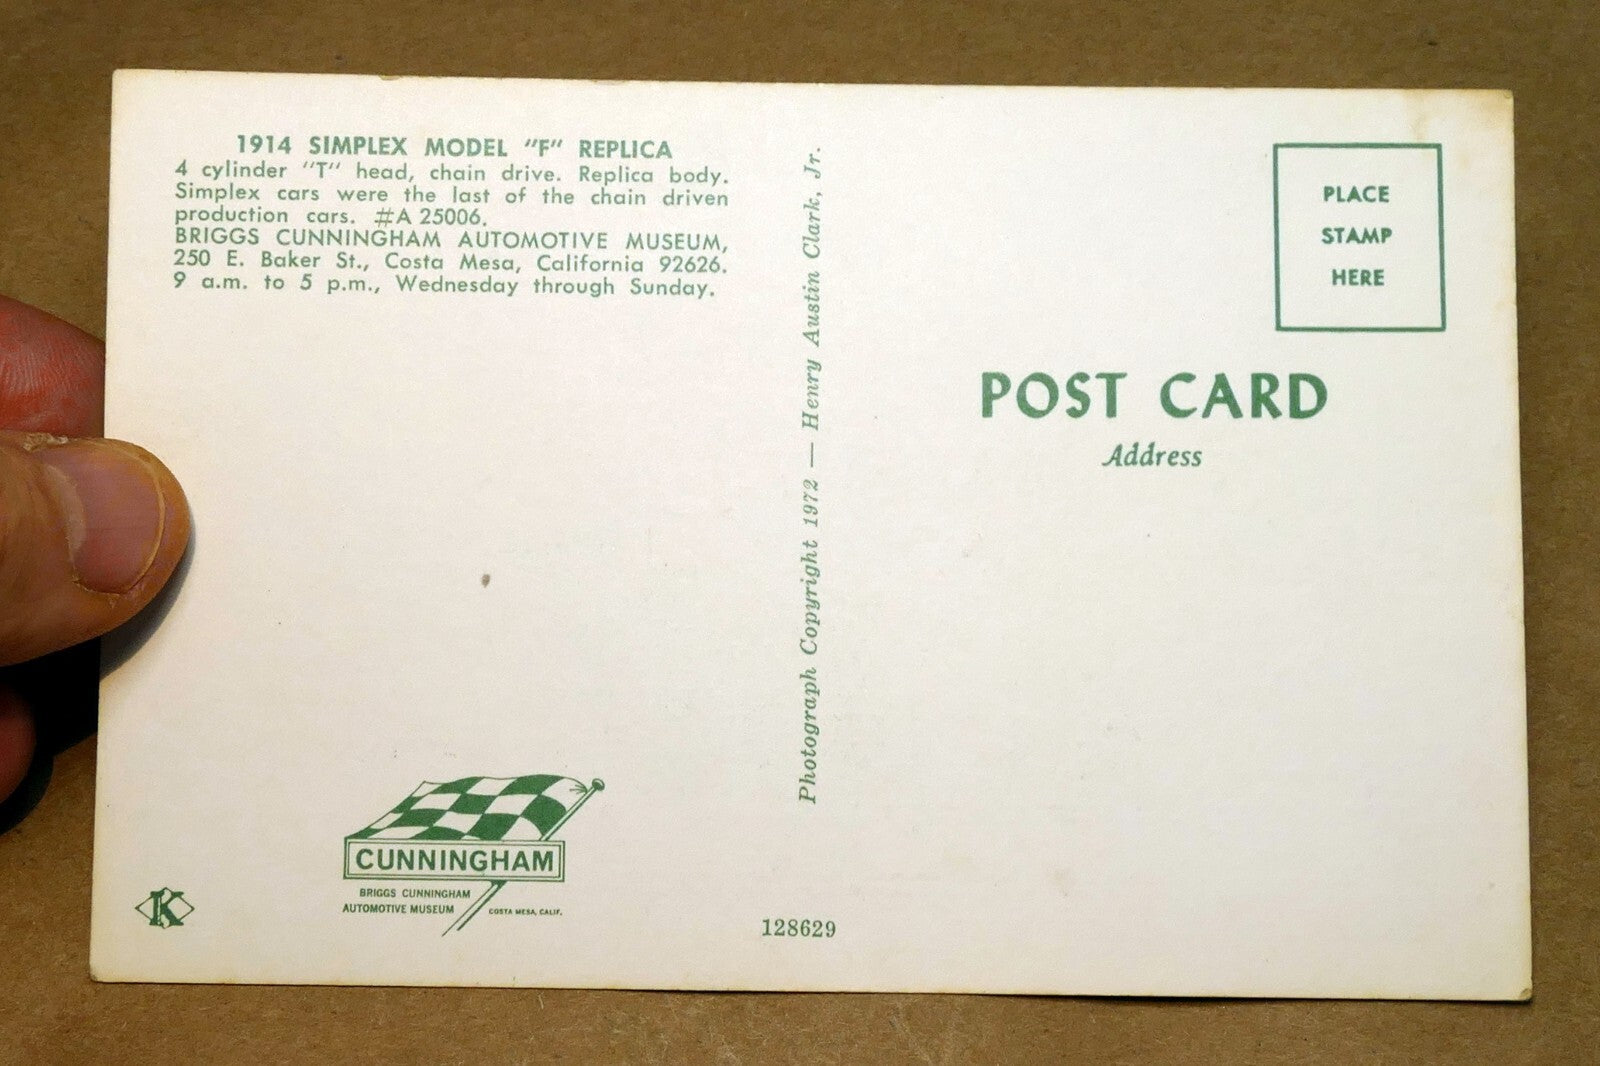 1914 SIMPLEX MODEL "F" REPLICA
4 cylinder "T" head, chain drive. Replica body.
Simplex cars were the last of the chain driven
production cars. #A 25006.
BRIGGS CUNNINGHAM AUTOMOTIVE MUSEUM,
250 E. Baker St., Costa Mesa, California 92626.
9 a.m. to 5 p.m., Wednesday through Sunday.
Photograph Copyright 1972 — Henry Austin Clark, Jr.
PLACE
STAMP
HERE
POST CARD
Address
CUNNINGHAM
BRIGGS CUNNINGHAM
AUTOMOTIVE MUSEUM
COSTA MESA, CALIF.
K
128629